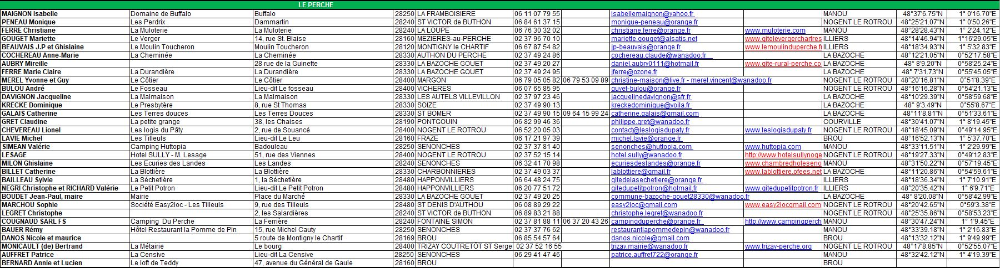 LE PERCHE
MAIGNON Isabelle Domaine de Buffalo Buffalo 28250 LA FRAMBOISIERE 06 11 07 79 55 isabellemaignon@yahoo.fr MANOU 48°37'6.75"N 1° 0'16.70"E
PENEAU Monique Les Perdrix Dammartin 28240 ST VICTOR de BUTHON 06 84 61 37 15 monique-peneau@orange.fr NOGENT LE ROTROU 48°25'21.07"N 1° 0'50.26"E
FERRE Christiane La Muloterie La Muloterie 28240 LA LOUPE 06 76 30 32 02 christiane.ferre@orange.fr www.muloterie.com MANOU 48°28'28.43"N 1° 2'24.12"E
GOUGET Mariette Le Verger 14, rue St. Blaise 28160 MEZIERES-au-PERCHE 02 37 96 70 10 mariette.gouget@alsatis.net www.gitelevergerchartres ILLIERS 48°14'46.94"N 1°16'29.05"E
BEAUVAIS J.P et Ghislaine Le Moulin Toucheron Moulin Toucheron 28120 MONTIGNY le CHARTIF 06 67 87 54 82 jp-beauvais@orange.fr www.lemoulinduperche.fr ILLIERS 48°18'34.93"N 1° 5'32.83"E
COCHEREAU Anne-Marie La Cheminée La Cheminée 28330 AUTHON DU PERCHE 02 37 49 24 86 cochereau.claude@wanadoo.fr LA BAZOCHE 48°12'21.05"N 0°52'17.58"E
AUBRY Mireille 28 rue de la Guinette 28330 LA BAZOCHE GOUET 02 37 49 20 27 daniel.aubry0111@hotmail.fr www.gite-rural-perche.co LA BAZOCHE 48° 8'9.20"N 0°58'25.24"E
FERRE Marie Claire La Durandière La Durandière 28330 LA BAZOCHE GOUET 02 37 49 24 95 jferre@ozone.fr LA BAZOCHE 48° 7'31.73"N 0°55'45.05"E
MEREL Yvonne et Guy Le Côtier Le Côtier 28400 MARGON 06 79 05 05 82 06 79 53 09 89 christine-maison@live.fr - merel.vincent@wanadoo.fr NOGENT LE ROTROU 48°20'16.81"N 0°51'8.39"E
BULOU André Le Fosseau Lieu-dit Le fosseau 28400 VICHERES 06 07 65 85 95 guyet-bulou@orange.fr NOGENT LE ROTROU 48°16'16.28"N 0°54'21.13"E
DAVIGNON Jacqueline La Malmaison La Malmaison 28330 LES AUTELS VILLEVILLON 02 37 97 23 46 jacquelinedavignon@sfr.fr LA BAZOCHE 48°10'29.39"N 0°58'59.68"E
KRECKE Dominique Le Presbytère 8, rue St Thomas 28330 SOIZE 02 37 49 90 13 kreckedominique@voila.fr LA BAZOCHE 48° 9'3.49"N 0°55'8.67"E
GALAIS Catherine Les Terres douces Les Terres Douces 28330 ST BOMER 02 37 49 90 15 09 64 15 99 24 catherine.galais@gmail.com LA BAZOCHE 48°11'8.81"N 0°51'33.61"E
GRET Claudine La petite grange 38, les Chaises 28190 PONTGOUIN 06 82 99 46 36 philippe.gret@wanadoo.fr COURVILLE 48°30'41.07"N 1° 8'19.45"E
CHEVEREAU Lionel Les logis du Pâty 2, rue de Souancé 28400 NOGENT LE ROTROU 06 52 20 05 03 contact@leslogisdupaty.fr www.leslogisdupaty.fr NOGENT LE ROTROU 48°18'45.09"N 0°49'14.95"E
LAVIE Michel Les Tilleuls Lieu-dit Le Leu 28160 FRAZE 06 17 21 97 39 michel.lavie@orange.fr BROU 48°16'52.13"N 1° 5'37.70"E
SIMEAN Valérie Camping Huttopia Badouleau 28250 SENONCHES 02 37 37 81 40 senonches@huttopia.com www.huttopia.com MANOU 48°33'11.51"N 1° 2'29.99"E
LESAGE Hotel SULLY - M. Lesage 51, rue des Viennes 28400 NOGENT LE ROTROU 02 37 52 15 14 hotel.sully@wanadoo.fr http://www.hotelsullynoge NOGENT LE ROTROU 48°19'27.33"N 0°49'12.83"E
MILON Ghislaine Les Ecuries des Landes Les Landes 28240 SENONCHES 06 32 41 70 98 ecuriesdeslandes@orange.fr www.chambredhoteseno MANOU 48°31'50.22"N 0°57'19.45"E
BILLET Catherine La Blottière La Blottière 28330 CHARBONNIERES 02 37 49 03 37 lablottiere@gmail.fr www.lablottiere.ofees.net LA BAZOCHE 48°11'20.86"N 0°54'59.61"E
BAILLEAU Sylvie La Séchetière 1, la Séchetière 28480 HAPPONVILLIERS 06 64 48 24 75 gitedelasechetiere@orange.fr ILLIERS 48°18'36.34"N 1° 7'10.91"E
NEGRI Christophe et RICHARD Valérie Le Petit Potron Lieu-dit Le Petit Potron 28480 HAPPONVILLIERS 06 20 77 51 72 gitedupetitpotron@hotmail.fr www.gitedupetitpotron.fr ILLIERS 48°20'35.42"N 1° 6'9.71"E
BOUDET Jean-Paul, maire Mairie Place du Marché 28330 LA BAZOCHE GOUET 02 37 49 20 25 commune-bazoche-gouet28330@wanadoo.fr LA BAZOCHE 48° 8'20.08"N 0°58'42.99"E
MARCHOU Sophie Société Easy2loc - Les Tilleuls 9, rue des Tilleuls 28480 ST DENIS D'AUTHOU 06 08 89 29 22 easy2loc@gmail.com www.easy2locgmail.com NOGENT LE ROTROU 48°20'42.65"N 0°59'3.38"E
LEGRET Christophe 2, les Salardières 28240 ST VICTOR de BUTHON 06 89 83 21 88 christophe.legret@wanadoo.fr NOGENT LE ROTROU 48°25'35.86"N 0°58'53.23"E
COUGNAUD SARL FS Camping Du Perche La Ferrière 28240 FONTAINE SIMON 02 37 81 88 11 06 37 20 43 26 campingduperche@orange.fr http://www.campingperch MANOU 48°30'47.24"N 1° 1'9.45"E
BAUER Rémy Hôtel Restaurant la Pomme de Pin 15, rue Michel Cauty 28250 SENONCHES 02 37 37 76 62 restaurantlapommedepin@wanadoo.fr MANOU 48°33'39.18"N 1° 2'16.83"E
DANOS Nicole et maurice 5 route de Montigny le Chartif 28169 BROU 06 85 54 57 64 danos.nicole@gmail.com BROU 48°13'32.12"N 1° 9'49.99"E
MONICAULT (de) Bertrand La Métairie Le bourg 28400 TRIZAY COUTRETÔT ST Serge 02 37 52 16 55 trizay.mairie@wanadoo.fr www.trizay-perche.org NOGENT LE ROTROU 48°17'8.85"N 0°52'55.07"E
AUFFRET Patrice La Censive Lieu-dit La Censive 28250 SENONCHES 06 29 41 47 46 patrice.auffret722@orange.fr MANOU 48°32'42.12"N 1° 4'19.39"E
BERNARD Annie et Lucien Le loft de Teddy 47, avenue du Général de Gaule 28160 BROU BROU